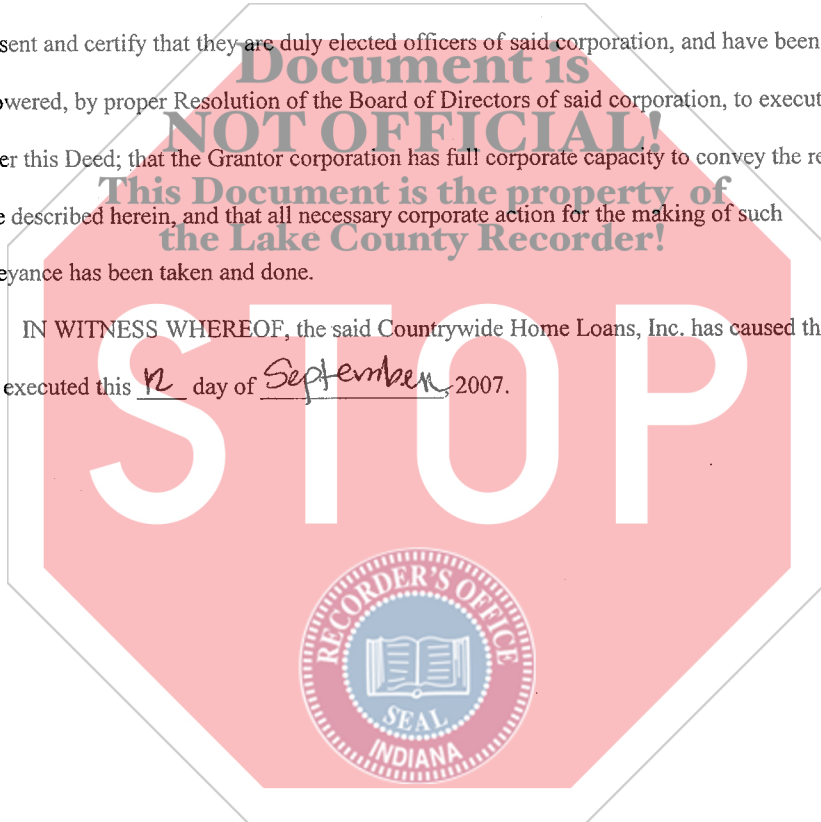 sent and certify that they are duly elected officers of said corporation, and have been
Document is
owered, by proper Resolution of the Board of Directors of said corporation, to execut
NOT OFFICIAL!
er this Deed; that the Grantor corporation has full corporate capacity to convey the re
This Document is the property of
e described herein, and that all necessary corporate action for the making of such
the Lake County Recorder!
eyance has been taken and done.
IN WITNESS WHEREOF, the said Countrywide Home Loans, Inc. has caused th
executed this 12 day of September, 2007.
STOP
RECORDER'S OFFICE
SEAL
INDIANA